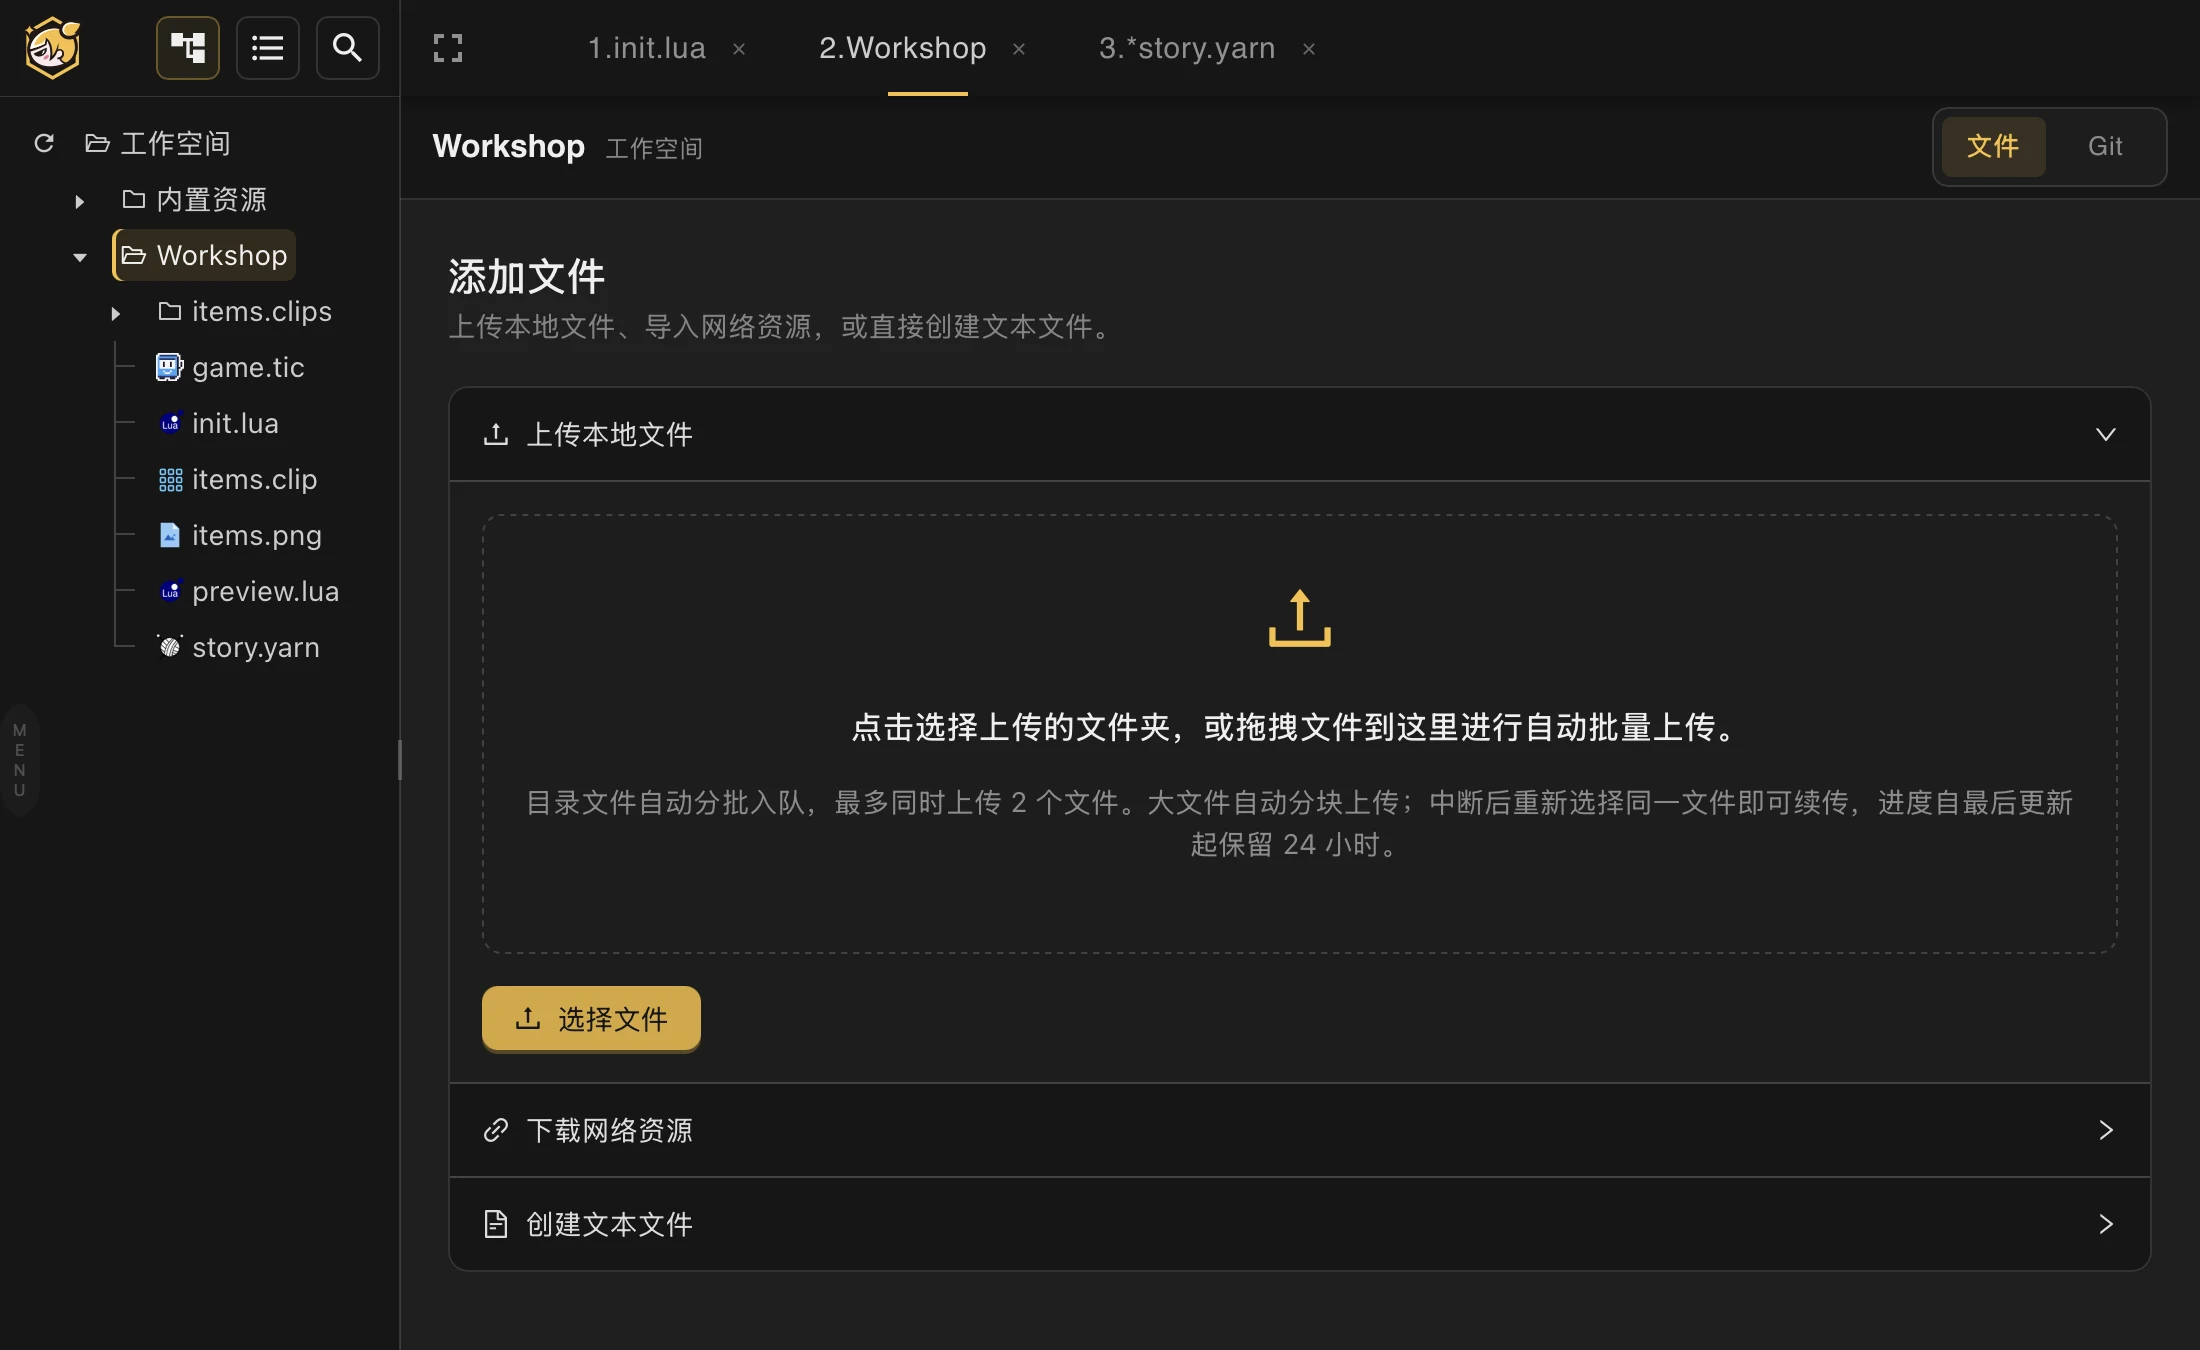 1.init.lua
2.Workshop
3.*story.yarn
工作空间
内置资源
Workshop
items.clips
game.tic
Lua init.lua
items.clip
items.png
Lua preview.lua
story.yarn
MENU
Workshop 工作空间
文件 Git
添加文件
上传本地文件、导入网络资源，或直接创建文本文件。
上传本地文件
点击选择上传的文件夹，或拖拽文件到这里进行自动批量上传。
目录文件自动分批入队，最多同时上传 2 个文件。大文件自动分块上传；中断后重新选择同一文件即可续传，进度自最后更新
起保留 24 小时。
选择文件
下载网络资源
创建文本文件